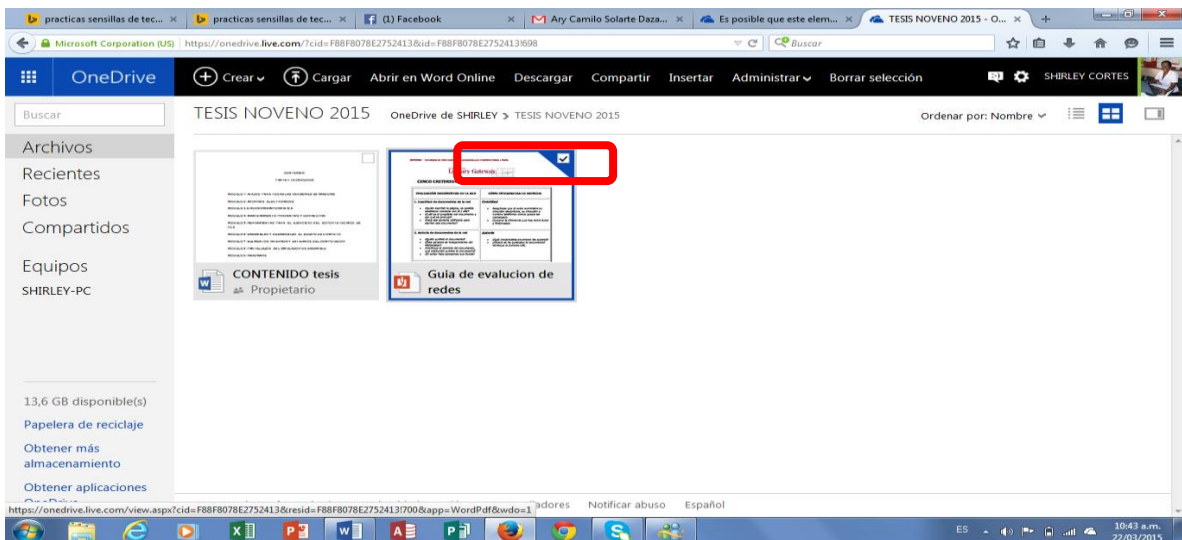 practicas sensillas de tec...
practicas sensillas de tec...
(1) Facebook
Ary Camilo Solarte Daza...
Es posible que este elem...
TESIS NOVENO 2015 - O...
Microsoft Corporation (US)
https://onedrive.live.com/?cid=F88F8078E2752413&id=F88F8078E2752413!698
Buscar
OneDrive
Crear
Cargar
Abrir en Word Online
Descargar
Compartir
Insertar
Administrar
Borrar selección
SHIRLEY CORTES
Buscar
TESIS NOVENO 2015
OneDrive de SHIRLEY > TESIS NOVENO 2015
Ordenar por: Nombre
Archivos
Recientes
Fotos
Compartidos
Equipos
SHIRLEY-PC
CONTENIDO tesis
Propietario
Guia de evalucion de
redes
13,6 GB disponible(s)
Papelera de reciclaje
Obtener más
almacenamiento
Obtener aplicaciones
Notificar abuso
Español
https://onedrive.live.com/view.aspx?cid=F88F8078E2752413&resid=F88F8078E2752413!700&app=WordPdf&wdo=1
ES
10:43 a.m.
22/03/2015